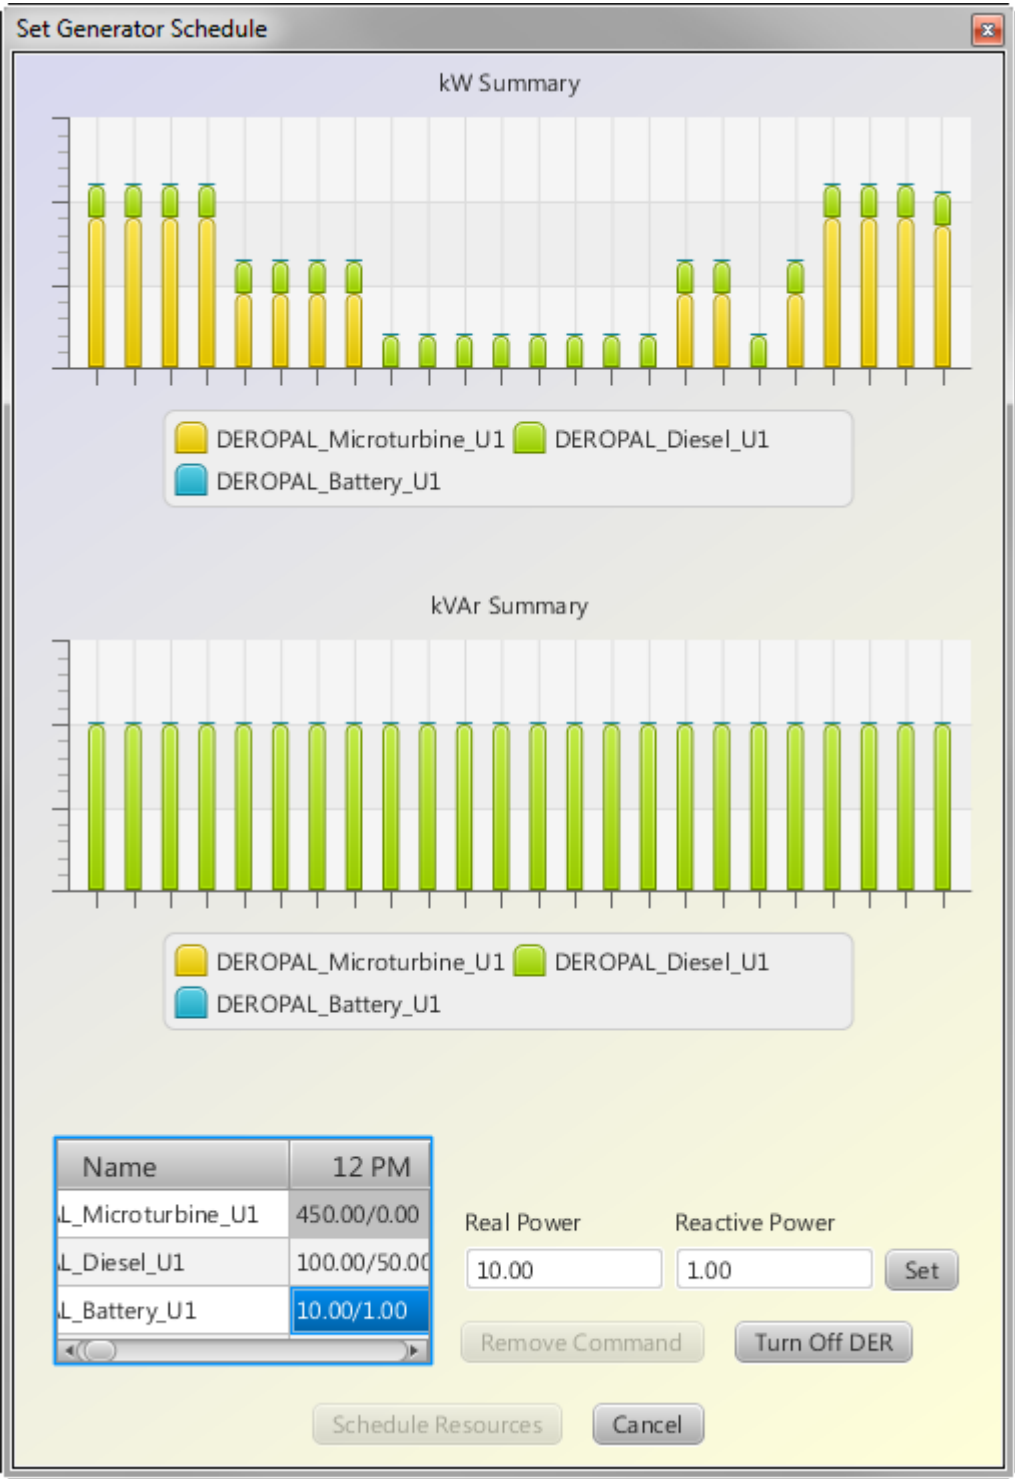 Set Generator Schedule
kW Summary
DEROPAL_Microturbine_U1 DEROPAL_Diesel_U1
DEROPAL_Battery_U1
kVAr Summary
DEROPAL_Microturbine_U1 DEROPAL_Diesel_U1
DEROPAL_Battery_U1
Name 12 PM
L_Microturbine_U1 450.00/0.00
L_Diesel_U1 100.00/50.00
L_Battery_U1 10.00/1.00
Real Power Reactive Power
10.00 1.00 Set
Remove Command Turn Off DER
Schedule Resources Cancel